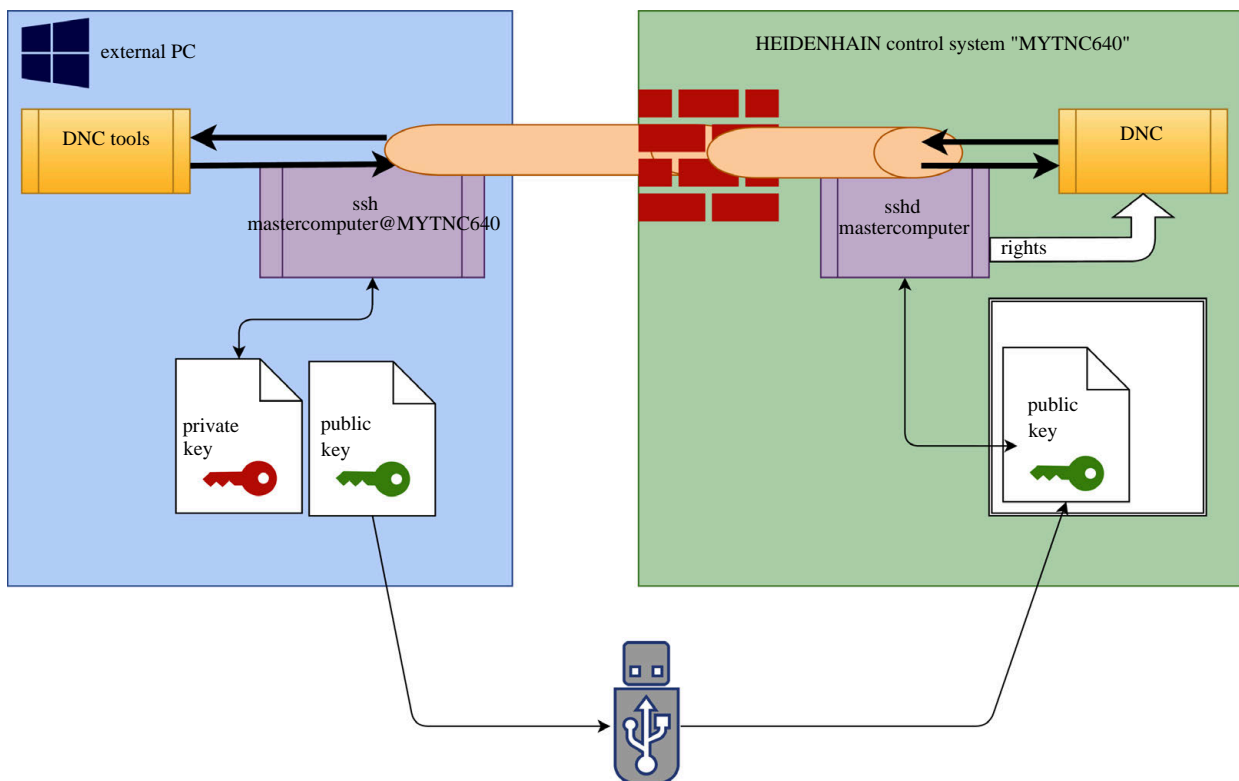 external PC
HEIDENHAIN control system "MYTNC640"
DNC tools
DNC
ssh
mastercomputer@MYTNC640
sshd
mastercomputer
rights
private
key
public
key
public
key